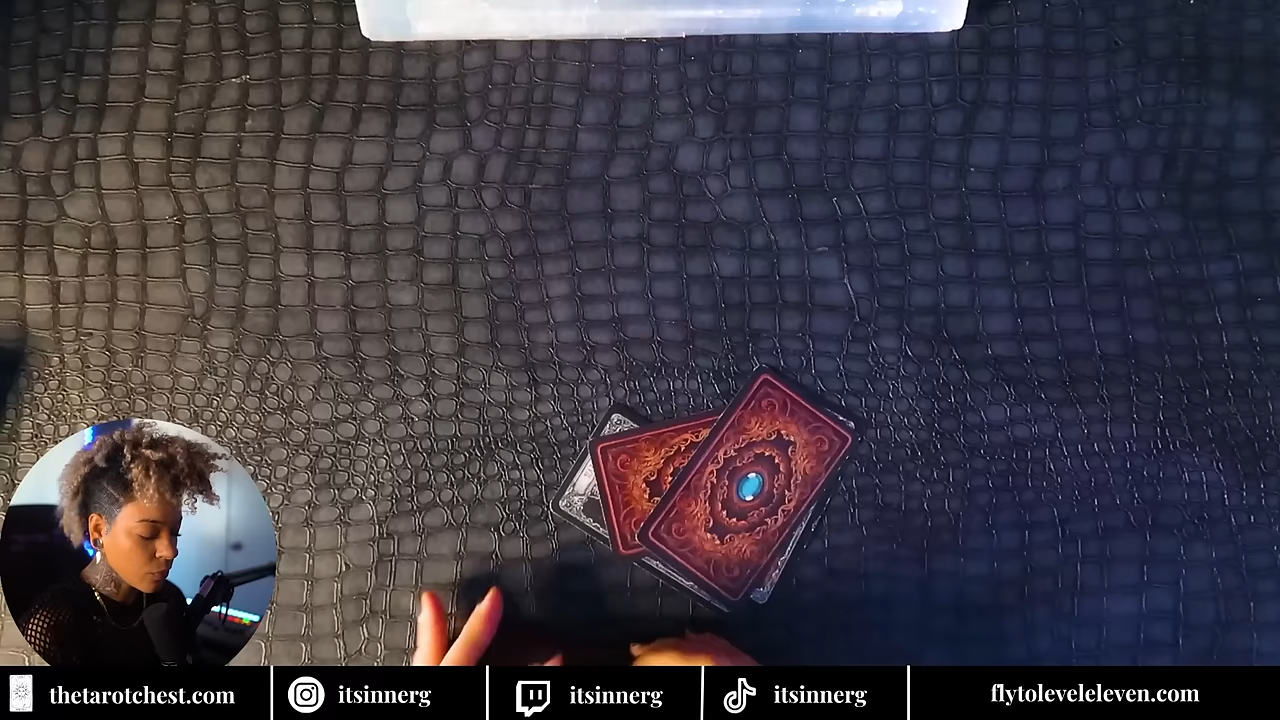 thetarotchest.com
itsinnerg
itsinnerg
itsinnerg
flytoleveleleven.com